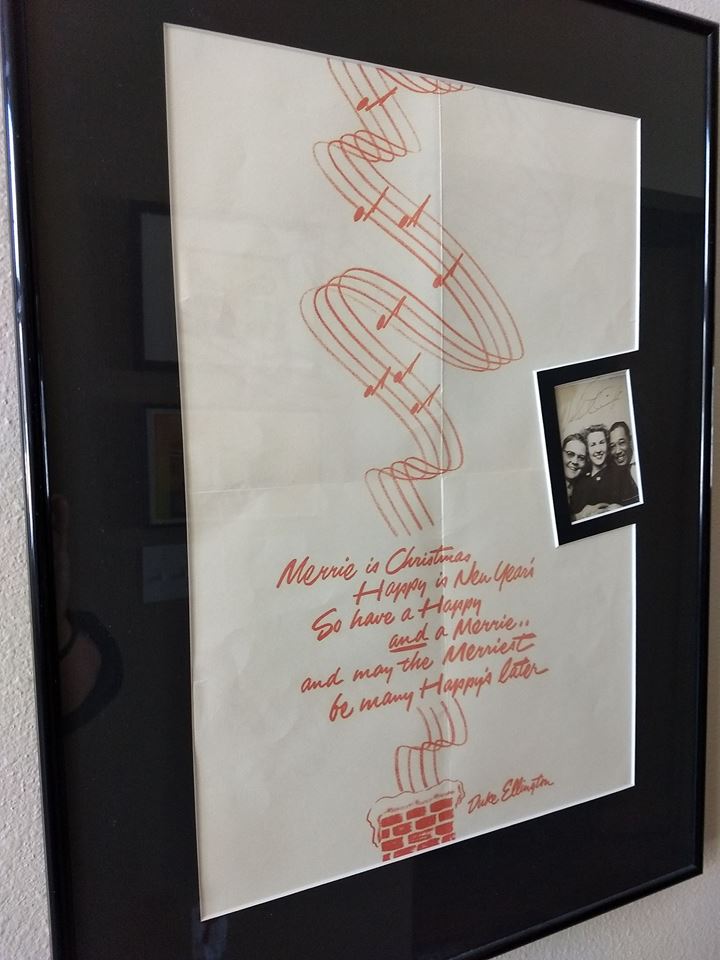 Merrie is Christmas
Happy is New Year's
So have a Happy
and a Merrie..
and may the Merriest
be many Happy's later
Duke Ellington